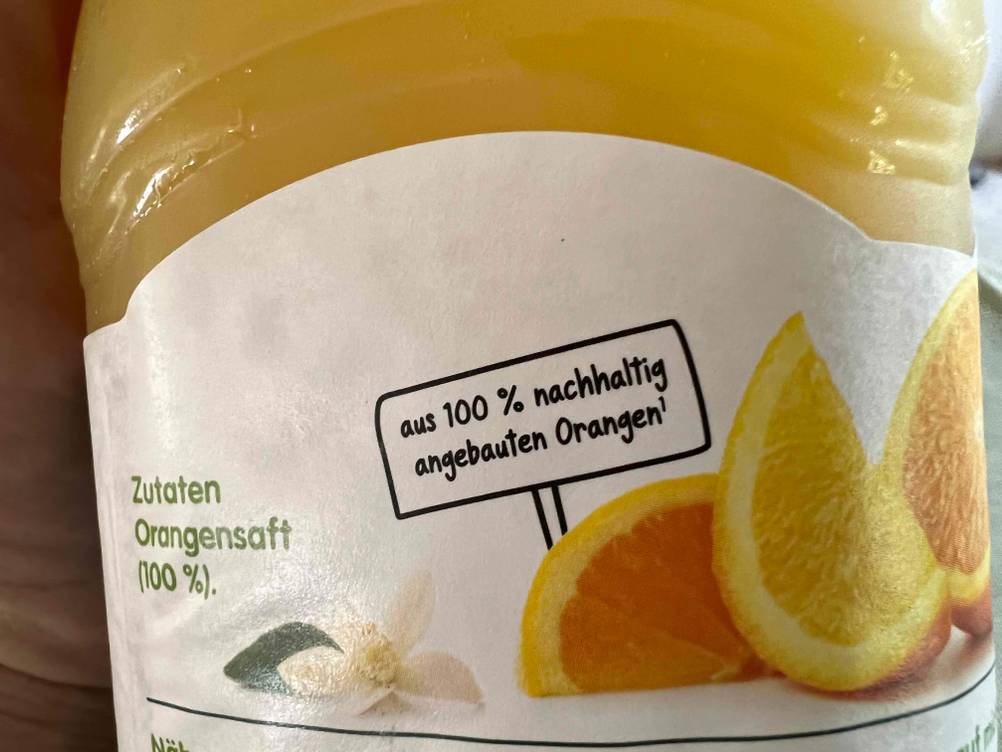 aus 100 % nachhaltig
angebauten Orangen¹
Zutaten
Orangensaft
(100 %).